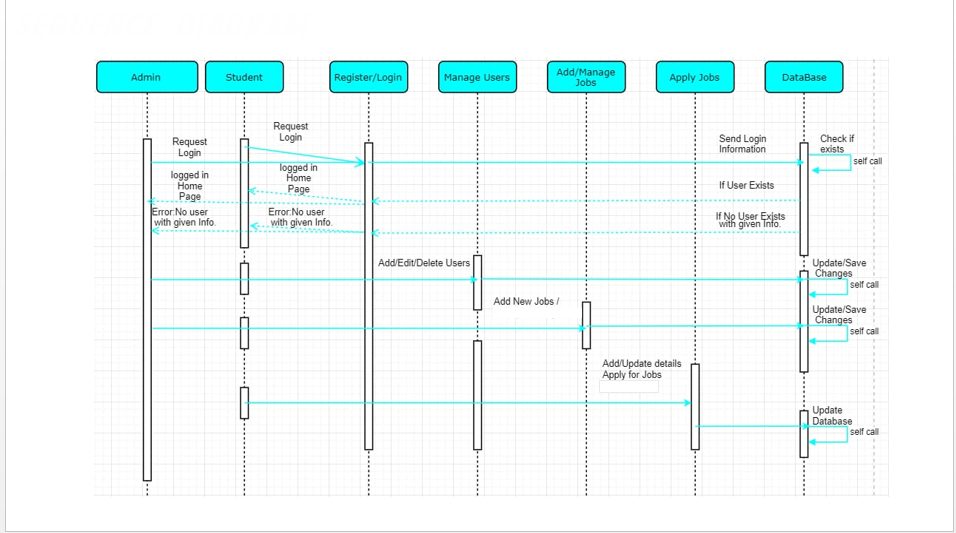 Admin
Student
Register/Login
Manage Users
Add/Manage
Jobs
Apply Jobs
DataBase
Request
Login
Request
Login
Send Login
Information
Check if
exists
self call
logged in
Home
Page
logged in
Home
Page
If User Exists
Error:No user
with given Info.
Error:No user
with given Info.
If No User Exists
with given Info.
Add/Edit/Delete Users
Update/Save
Changes
self call
Add New Jobs /
Update/Save
Changes
self call
Add/Update details
Apply for Jobs
Update
Database
self call